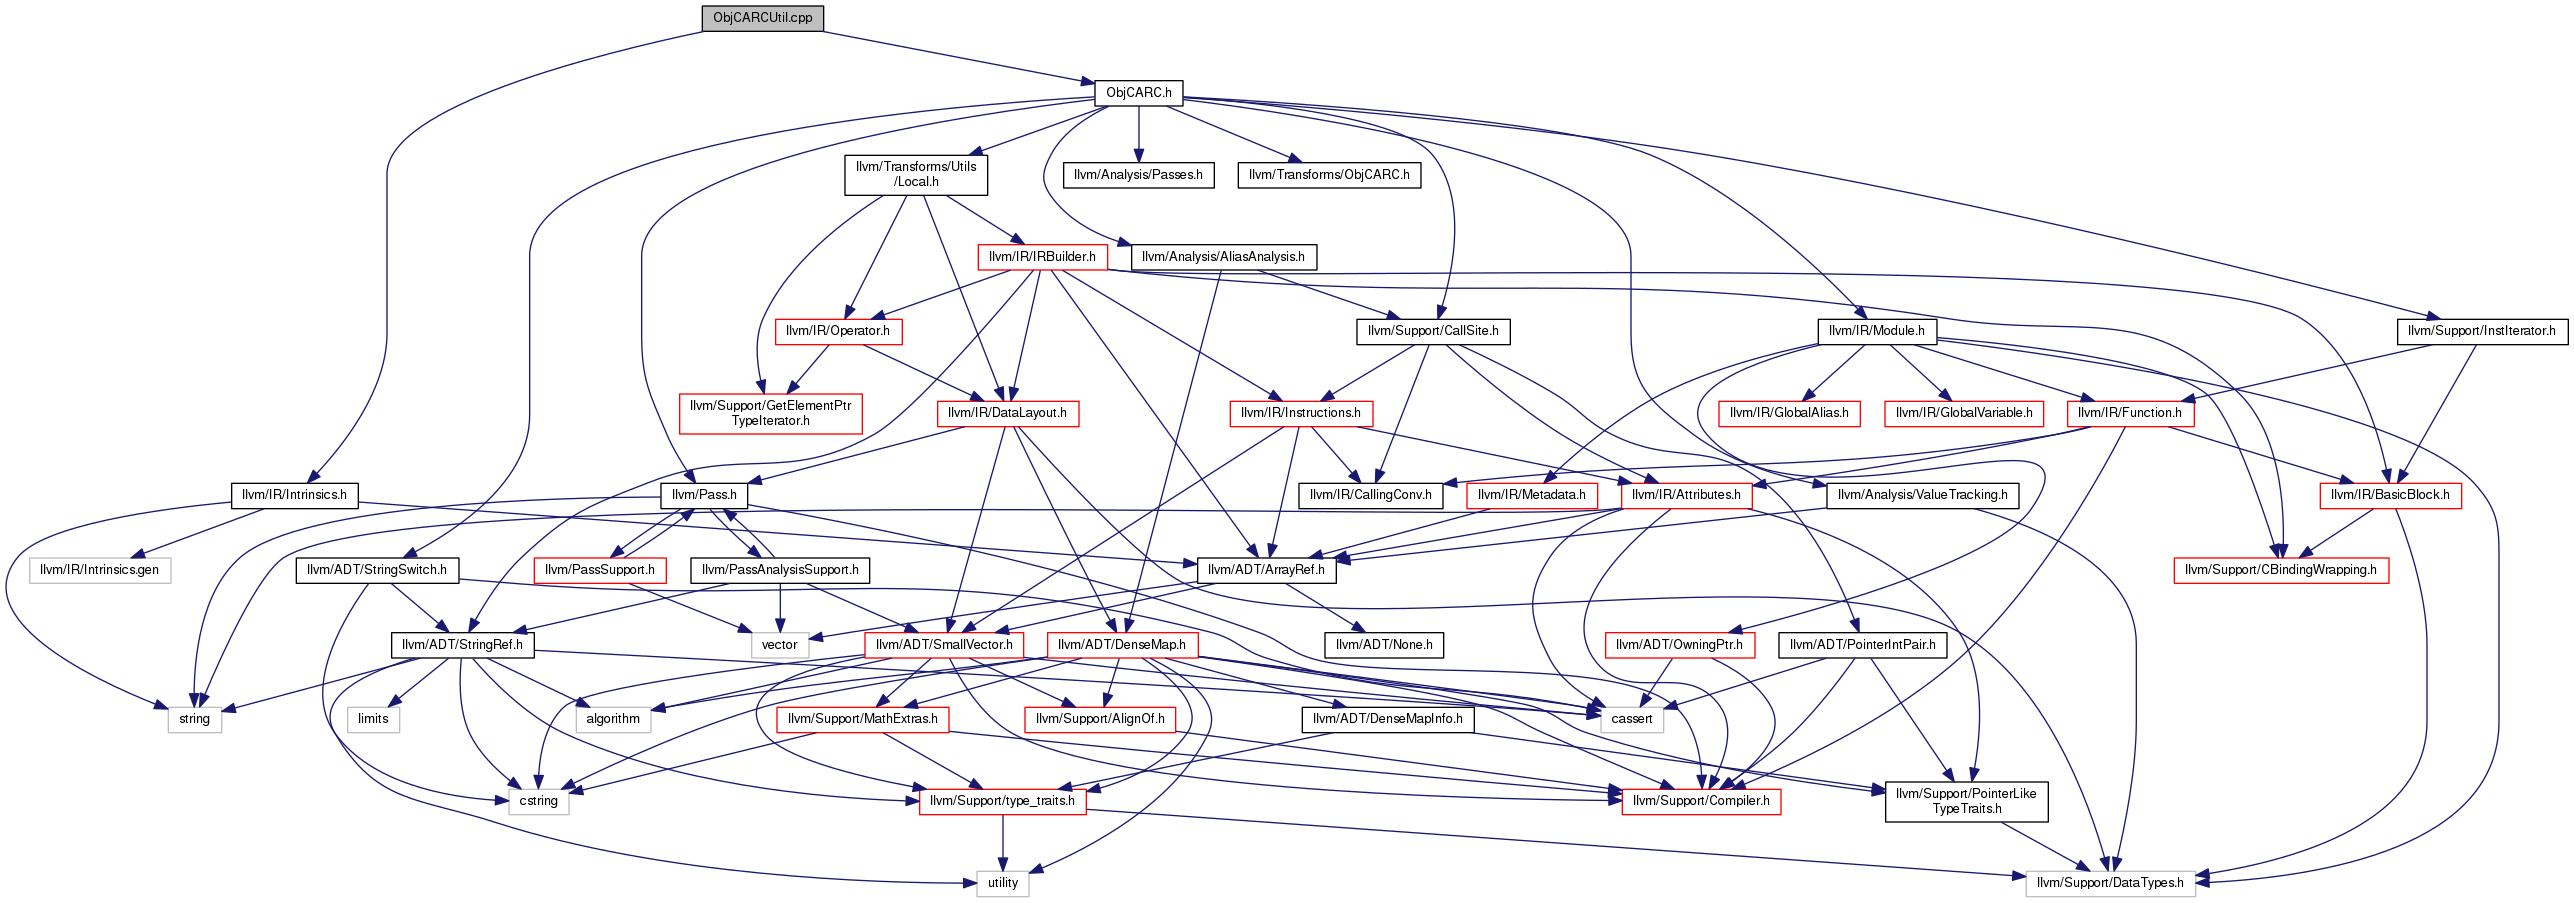 ObjCARCUtil.cpp
ObjCARC.h
llvm/Transforms/Utils
/Local.h
llvm/Analysis/Passes.h
llvm/Transforms/ObjCARC.h
llvm/IR/IRBuilder.h
llvm/Analysis/AliasAnalysis.h
llvm/IR/Operator.h
llvm/Support/CallSite.h
llvm/IR/Module.h
llvm/Support/InstIterator.h
llvm/Support/GetElementPtr
TypeIterator.h
llvm/IR/DataLayout.h
llvm/IR/Instructions.h
llvm/IR/GlobalAlias.h
llvm/IR/GlobalVariable.h
llvm/IR/Function.h
llvm/IR/Intrinsics.h
llvm/Pass.h
llvm/IR/CallingConv.h
llvm/IR/Metadata.h
llvm/IR/Attributes.h
llvm/Analysis/ValueTracking.h
llvm/IR/BasicBlock.h
llvm/IR/Intrinsics.gen
llvm/ADT/StringSwitch.h
llvm/PassSupport.h
llvm/PassAnalysisSupport.h
llvm/ADT/ArrayRef.h
llvm/Support/CBindingWrapping.h
llvm/ADT/StringRef.h
vector
llvm/ADT/SmallVector.h
llvm/ADT/DenseMap.h
llvm/ADT/None.h
llvm/ADT/OwningPtr.h
llvm/ADT/PointerIntPair.h
string
limits
algorithm
llvm/Support/MathExtras.h
llvm/Support/AlignOf.h
llvm/ADT/DenseMapInfo.h
cassert
cstring
llvm/Support/type_traits.h
llvm/Support/Compiler.h
llvm/Support/PointerLike
TypeTraits.h
utility
llvm/Support/DataTypes.h